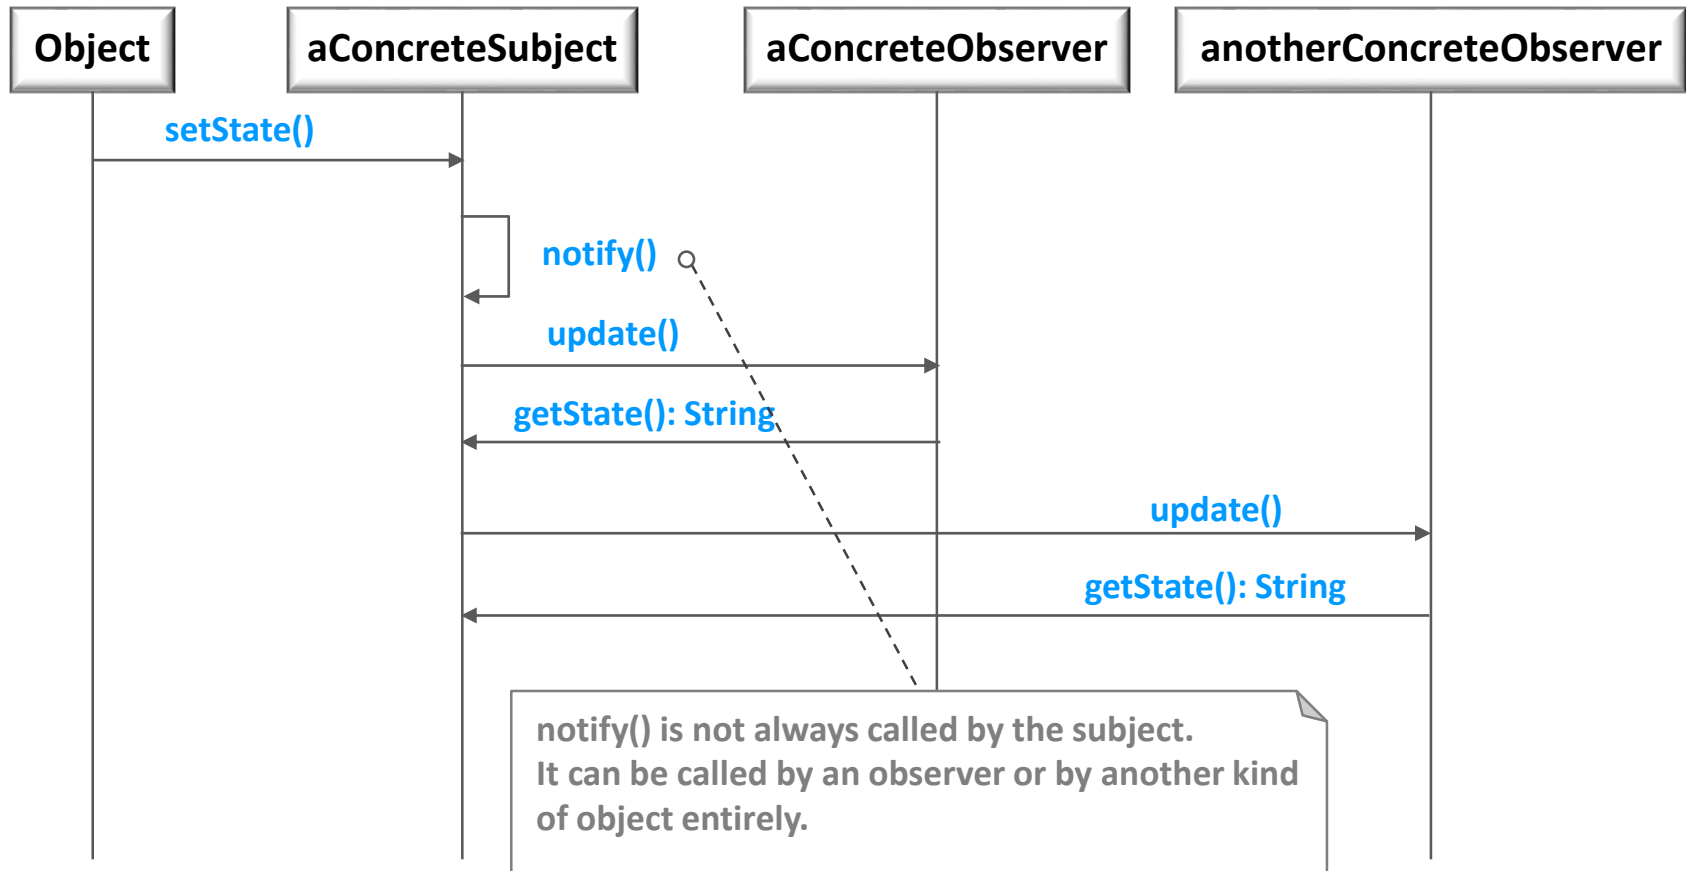 Object
aConcreteSubject
aConcreteObserver
anotherConcreteObserver
setState()
notify()
update()
getState(): String
update()
getState(): String
notify() is not always called by the subject.
It can be called by an observer or by another kind
of object entirely.